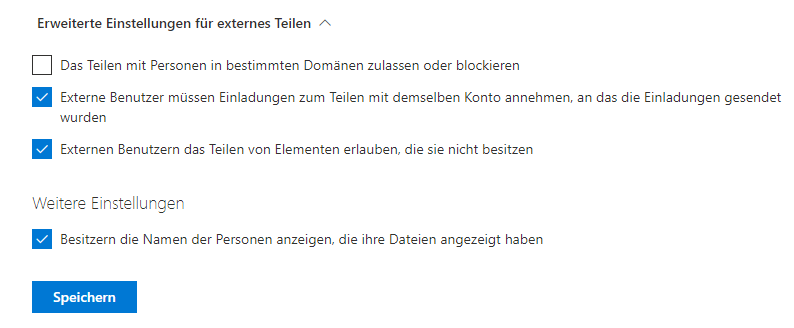 Erweiterte Einstellungen für externes Teilen
Das Teilen mit Personen in bestimmten Domänen zulassen oder blockieren
Externe Benutzer müssen Einladungen zum Teilen mit demselben Konto annehmen, an das die Einladungen gesendet
wurden
Externen Benutzern das Teilen von Elementen erlauben, die sie nicht besitzen
Weitere Einstellungen
Besitzern die Namen der Personen anzeigen, die ihre Dateien angezeigt haben
Speichern